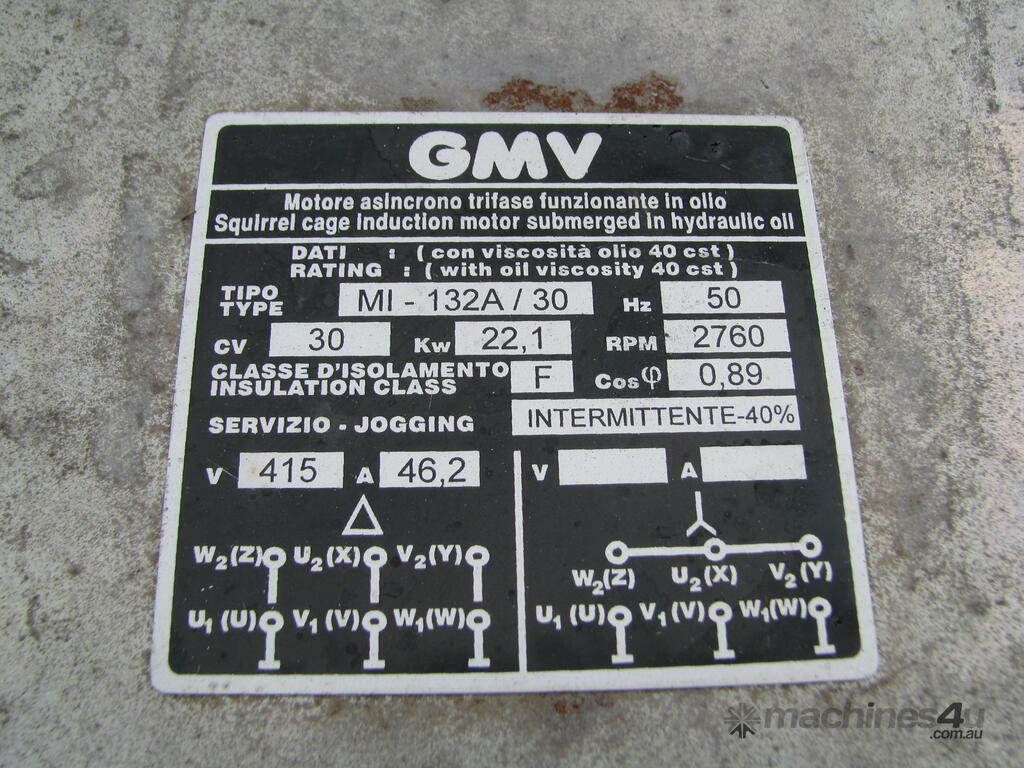 GMV
Motore asincrono trifase funzionante in olio
Squirrel cage induction motor submerged in hydraulic oil
DATI : ( con viscosità olio 40 cst )
RATING : ( with oil viscosity 40 cst )
TIPO
TYPE MI - 132A / 30 Hz 50
CV 30 Kw 22,1 RPM 2760
CLASSE D'ISOLAMENTO
INSULATION CLASS F Cos φ 0,89
SERVIZIO - JOGGING INTERMITTENTE-40%
V 415 A 46,2 V A
W2(Z) U2(X) V2(Y) W2(Z) U2(X) V2(Y)
U1(U) V1(V) W1(W) U1(U) V1(V) W1(W)
machines4u
.com.au